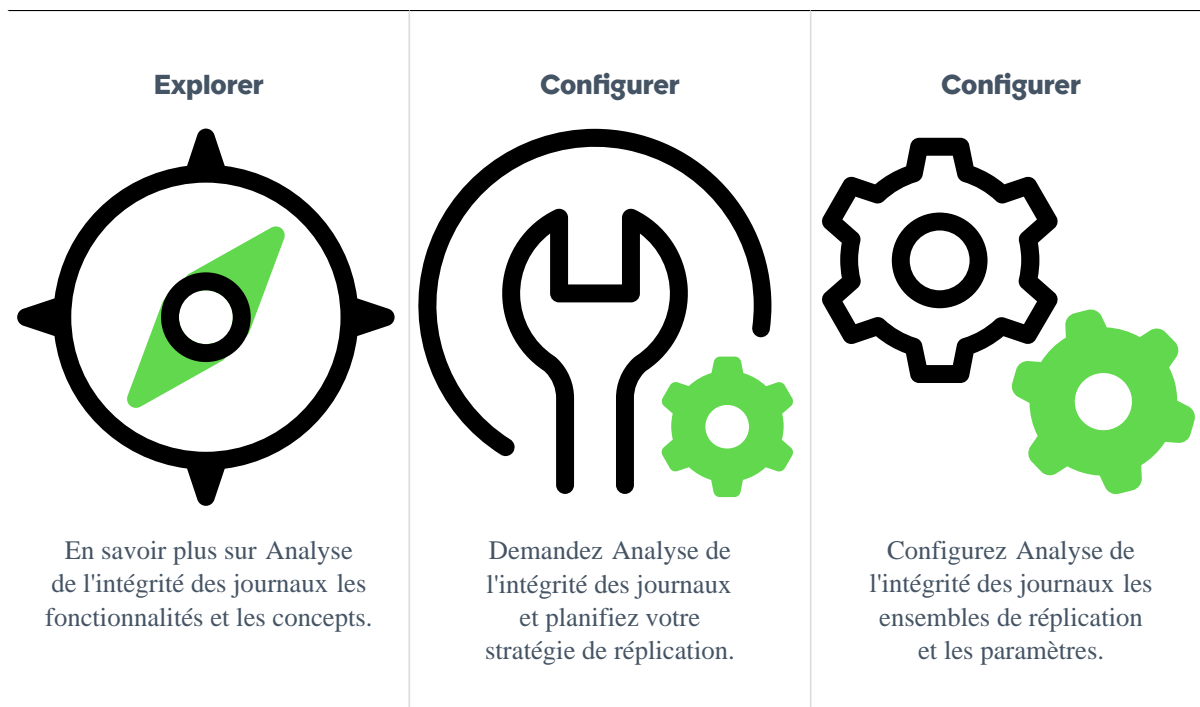 Explorer
En savoir plus sur Analyse
de l'intégrité des journaux les
fonctionnalités et les concepts.
Configurer
Demandez Analyse de
l'intégrité des journaux
et planifiez votre
stratégie de réplication.
Configurer
Configurez Analyse de
l'intégrité des journaux les
ensembles de réplication
et les paramètres.